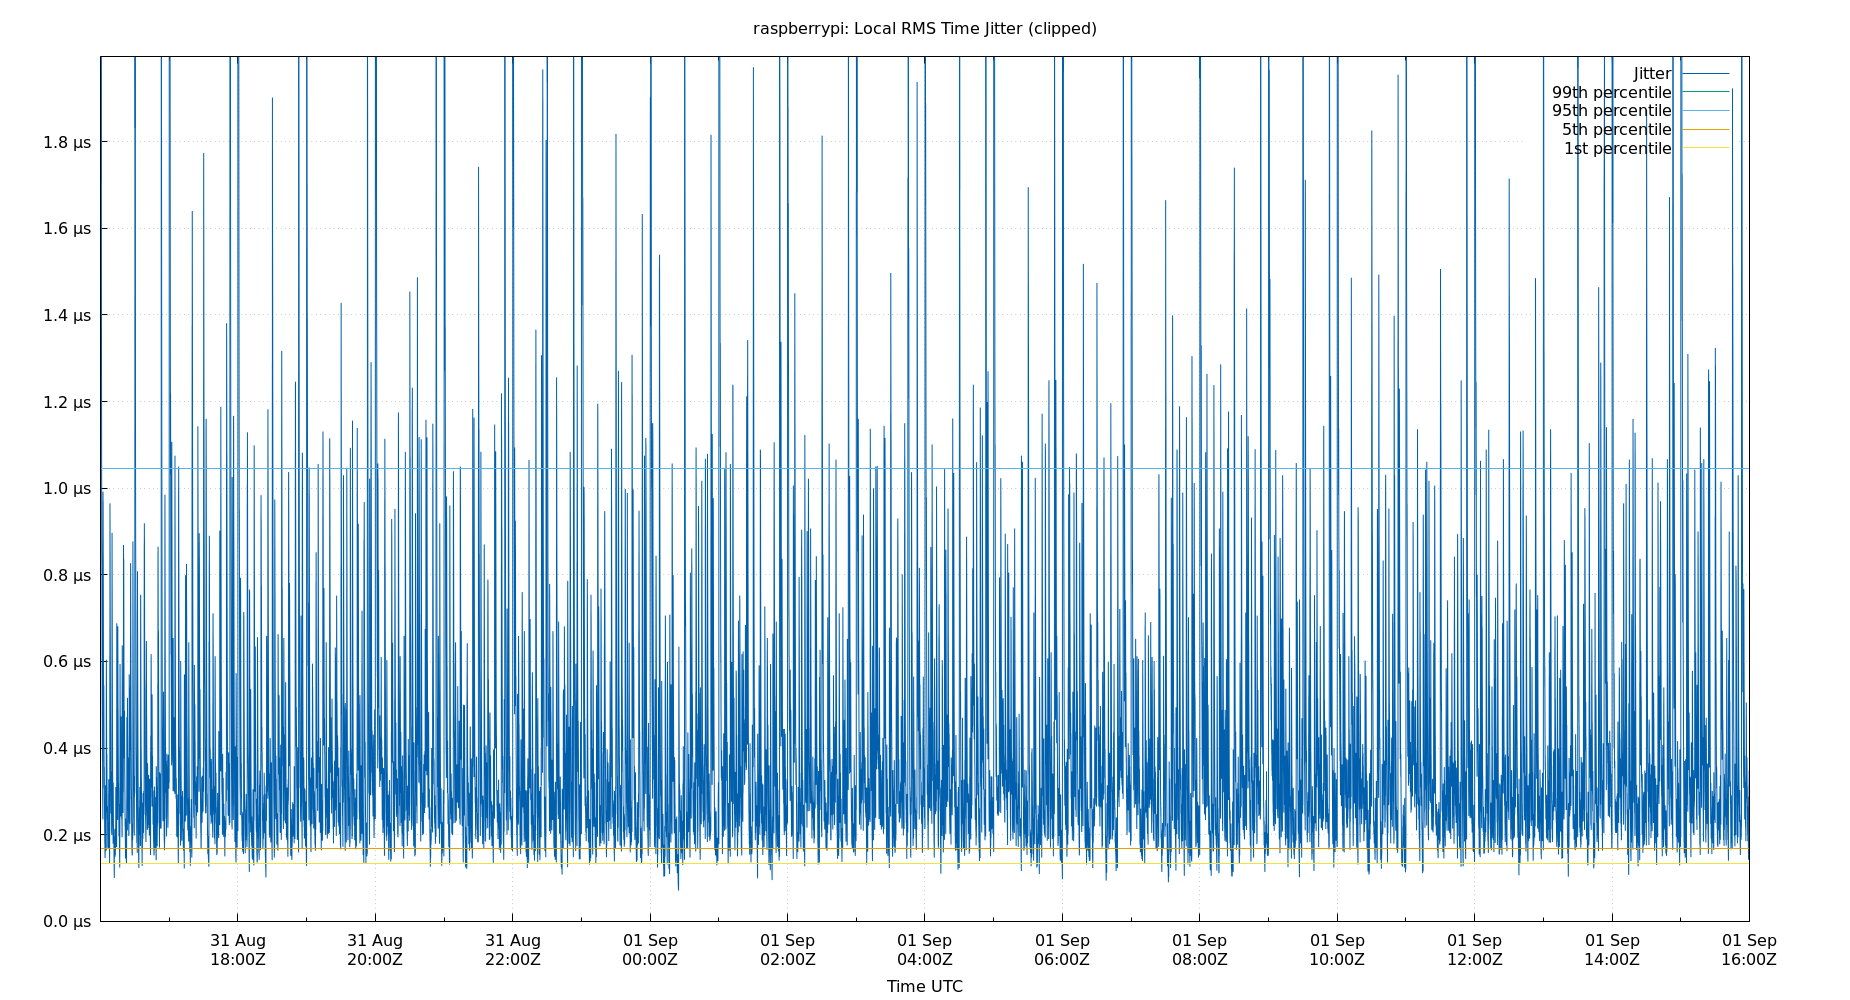 raspberrypi: Local RMS Time Jitter (clipped)
Jitter
99th percentile
95th percentile
5th percentile
1st percentile
1.8 µs
1.6 µs
1.4 µs
1.2 µs
1.0 µs
0.8 µs
0.6 µs
0.4 µs
0.2 µs
0.0 µs
31 Aug 31 Aug 31 Aug 01 Sep 01 Sep 01 Sep 01 Sep 01 Sep 01 Sep 01 Sep 01 Sep 01 Sep
18:00Z 20:00Z 22:00Z 00:00Z 02:00Z 04:00Z 06:00Z 08:00Z 10:00Z 12:00Z 14:00Z 16:00Z
Time UTC